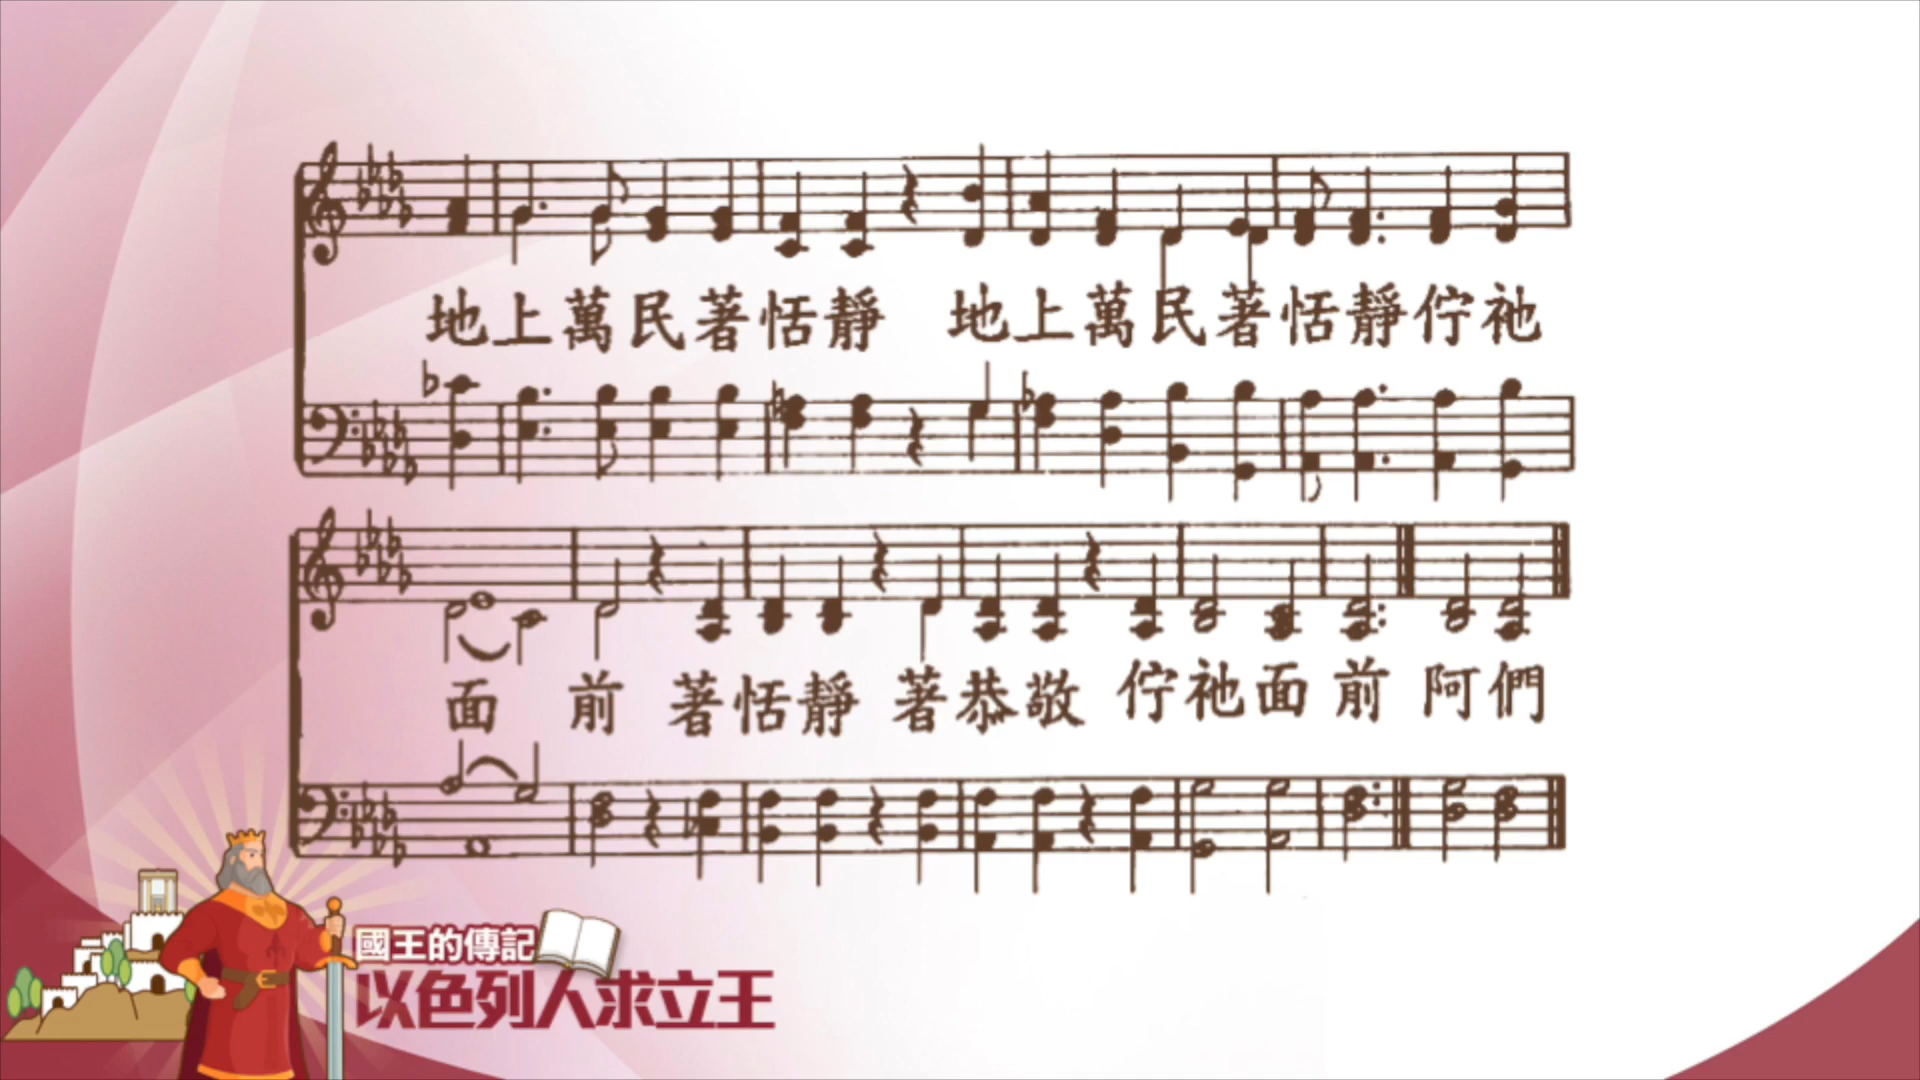 地上萬民著恬靜 地上萬民著恬靜佇祂
面前著恬靜著恭敬佇祂面前阿們
國王的傳記
以色列人求立王